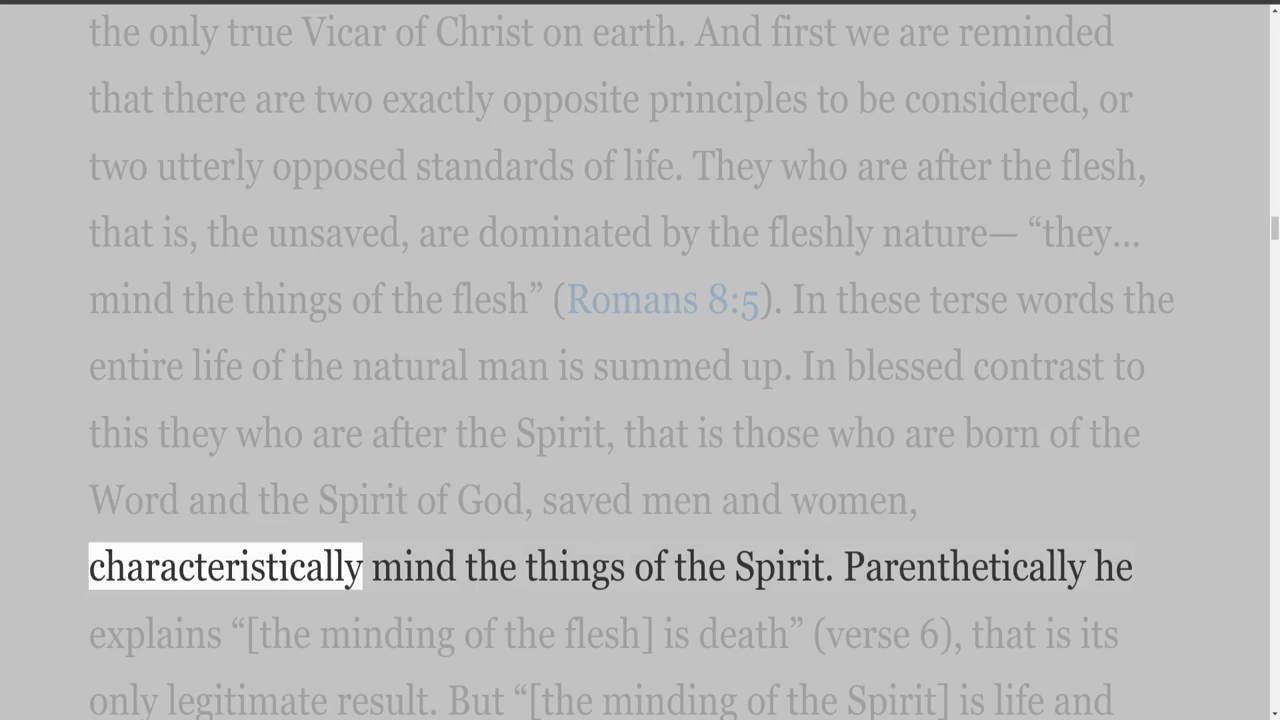 the only true Vicar of Christ on earth. And first we are reminded
that there are two exactly opposite principles to be considered, or
two utterly opposed standards of life. They who are after the flesh,
that is, the unsaved, are dominated by the fleshly nature— “they...
mind the things of the flesh” (Romans 8:5). In these terse words the
entire life of the natural man is summed up. In blessed contrast to
this they who are after the Spirit, that is those who are born of the
Word and the Spirit of God, saved men and women,
characteristically mind the things of the Spirit. Parenthetically he
explains “[the minding of the flesh] is death” (verse 6), that is its
only legitimate result. But “[the minding of the Spirit] is life and